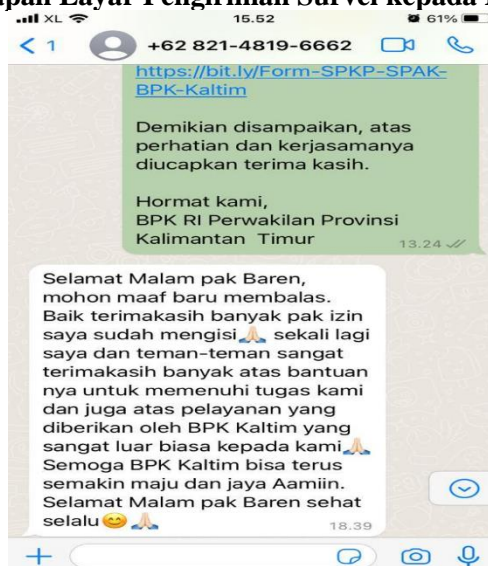 Layar Pengiriman Survei kepada
XL 15.52 61%
1 +62 821-4819-6662
https://bit.ly/Form-SPKP-SPAK-
BPK-Kaltim
Demikian disampaikan, atas
perhatian dan kerjasamanya
diucapkan terima kasih.
Hormat kami,
BPK RI Perwakilan Provinsi
Kalimantan Timur
13.24
Selamat Malam pak Baren,
mohon maaf baru membalas.
Baik terimakasih banyak pak izin
saya sudah mengisi🙏🏻 sekali lagi
saya dan teman-teman sangat
terimakasih banyak atas bantuan
nya untuk memenuhi tugas kami
dan juga atas pelayanan yang
diberikan oleh BPK Kaltim yang
sangat luar biasa kepada kami🙏🏻
Semoga BPK Kaltim bisa terus
semakin maju dan jaya Aamiin.
Selamat Malam pak Baren sehat
selalu😊🙏🏻
18.39